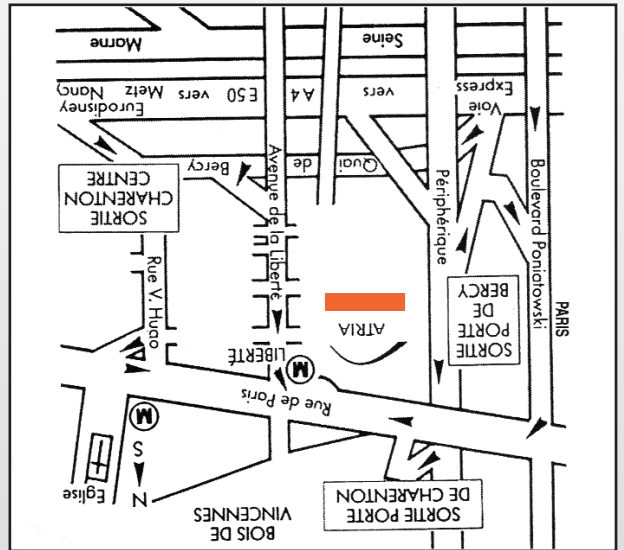 BOIS DE
VINCENNES
SORTIE PORTE
DE CHARENTON
N
S
Eglise
M
Rue de Paris
M
LIBERTÉ
ATRIA
PARIS
SORTIE
PORTE
DE
BERCY
Boulevard Poniatowski
Périphérique
Avenue de la Liberté
Rue V. Hugo
SORTIE
CHARENTON
CENTRE
Quai de Bercy
Voie
Express vers A4 E50 vers Metz Nancy
Eurodisney
Seine
Marne